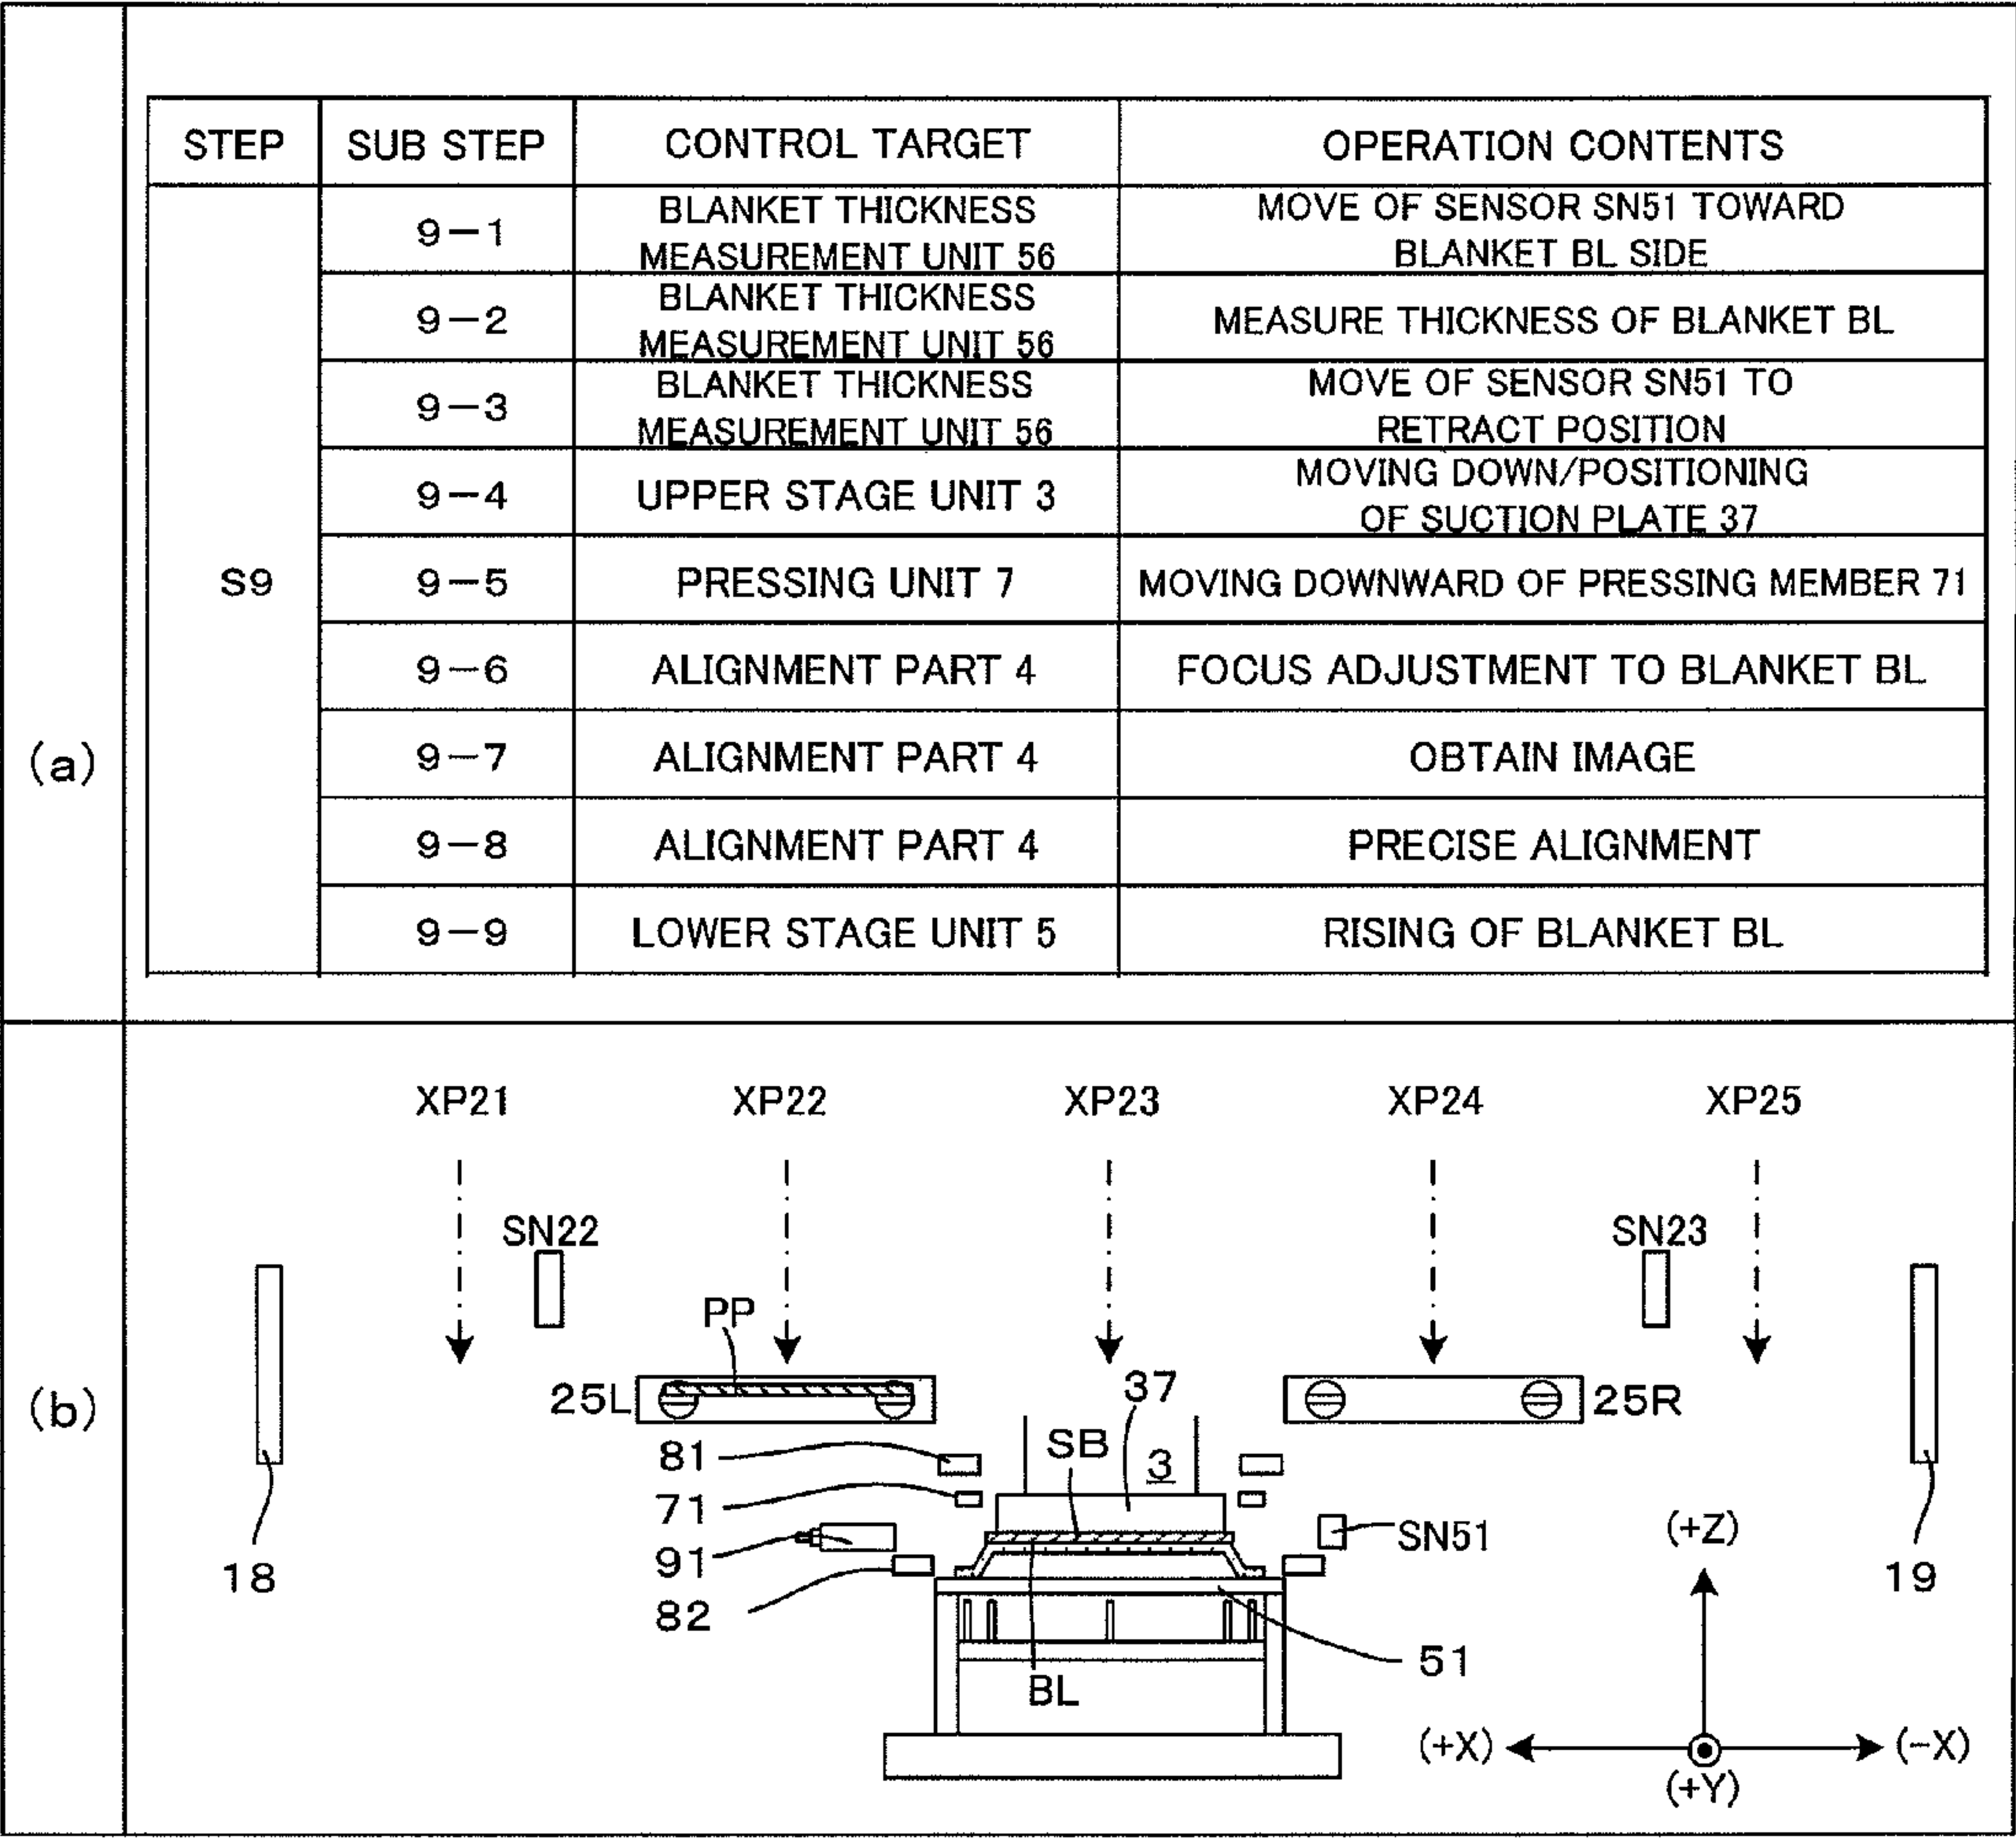 STEP SUB STEP CONTROL TARGET OPERATION CONTENTS
S9
9-1 BLANKET THICKNESS MEASUREMENT UNIT 56 MOVE OF SENSOR SN51 TOWARD BLANKET BL SIDE
9-2 BLANKET THICKNESS MEASUREMENT UNIT 56 MEASURE THICKNESS OF BLANKET BL
9-3 BLANKET THICKNESS MEASUREMENT UNIT 56 MOVE OF SENSOR SN51 TO RETRACT POSITION
9-4 UPPER STAGE UNIT 3 MOVING DOWN/POSITIONING OF SUCTION PLATE 37
9-5 PRESSING UNIT 7 MOVING DOWNWARD OF PRESSING MEMBER 71
9-6 ALIGNMENT PART 4 FOCUS ADJUSTMENT TO BLANKET BL
(a)
9-7 ALIGNMENT PART 4 OBTAIN IMAGE
9-8 ALIGNMENT PART 4 PRECISE ALIGNMENT
9-9 LOWER STAGE UNIT 5 RISING OF BLANKET BL
(b)
XP21 XP22 XP23 XP24 XP25
SN22 SN23
PP
25L 37 25R
81 SB 3
71
91 SN51 (+Z)
18 19
82
51
BL
(+X) (-X)
(+Y)